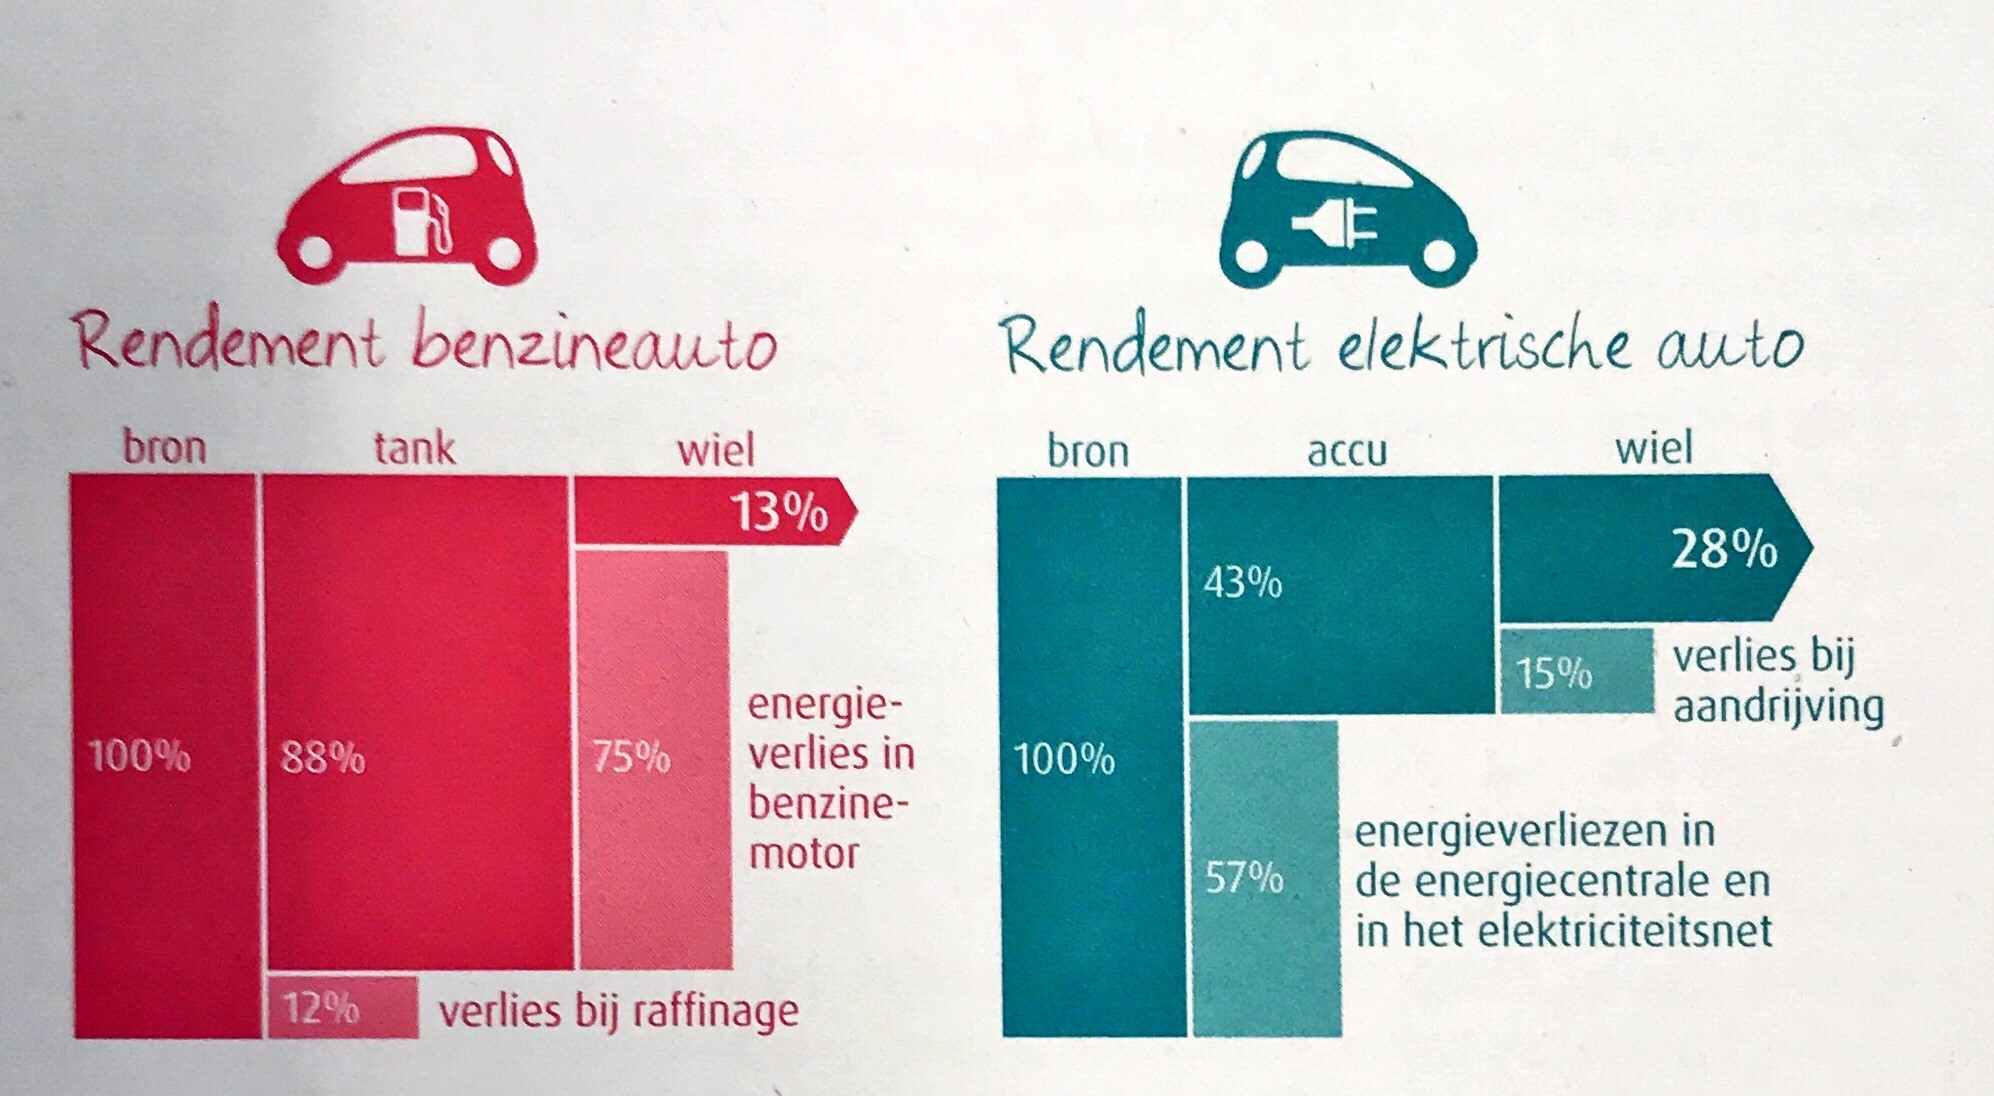 Rendement benzineauto
bron tank wiel
13%
100%
88%
75%
energie-
verlies in
benzine-
motor
12%
verlies bij raffinage
Rendement elektrische auto
bron accu wiel
28%
43%
15%
verlies bij
aandrijving
100%
57%
energieverliezen in
de energiecentrale en
in het elektriciteitsnet